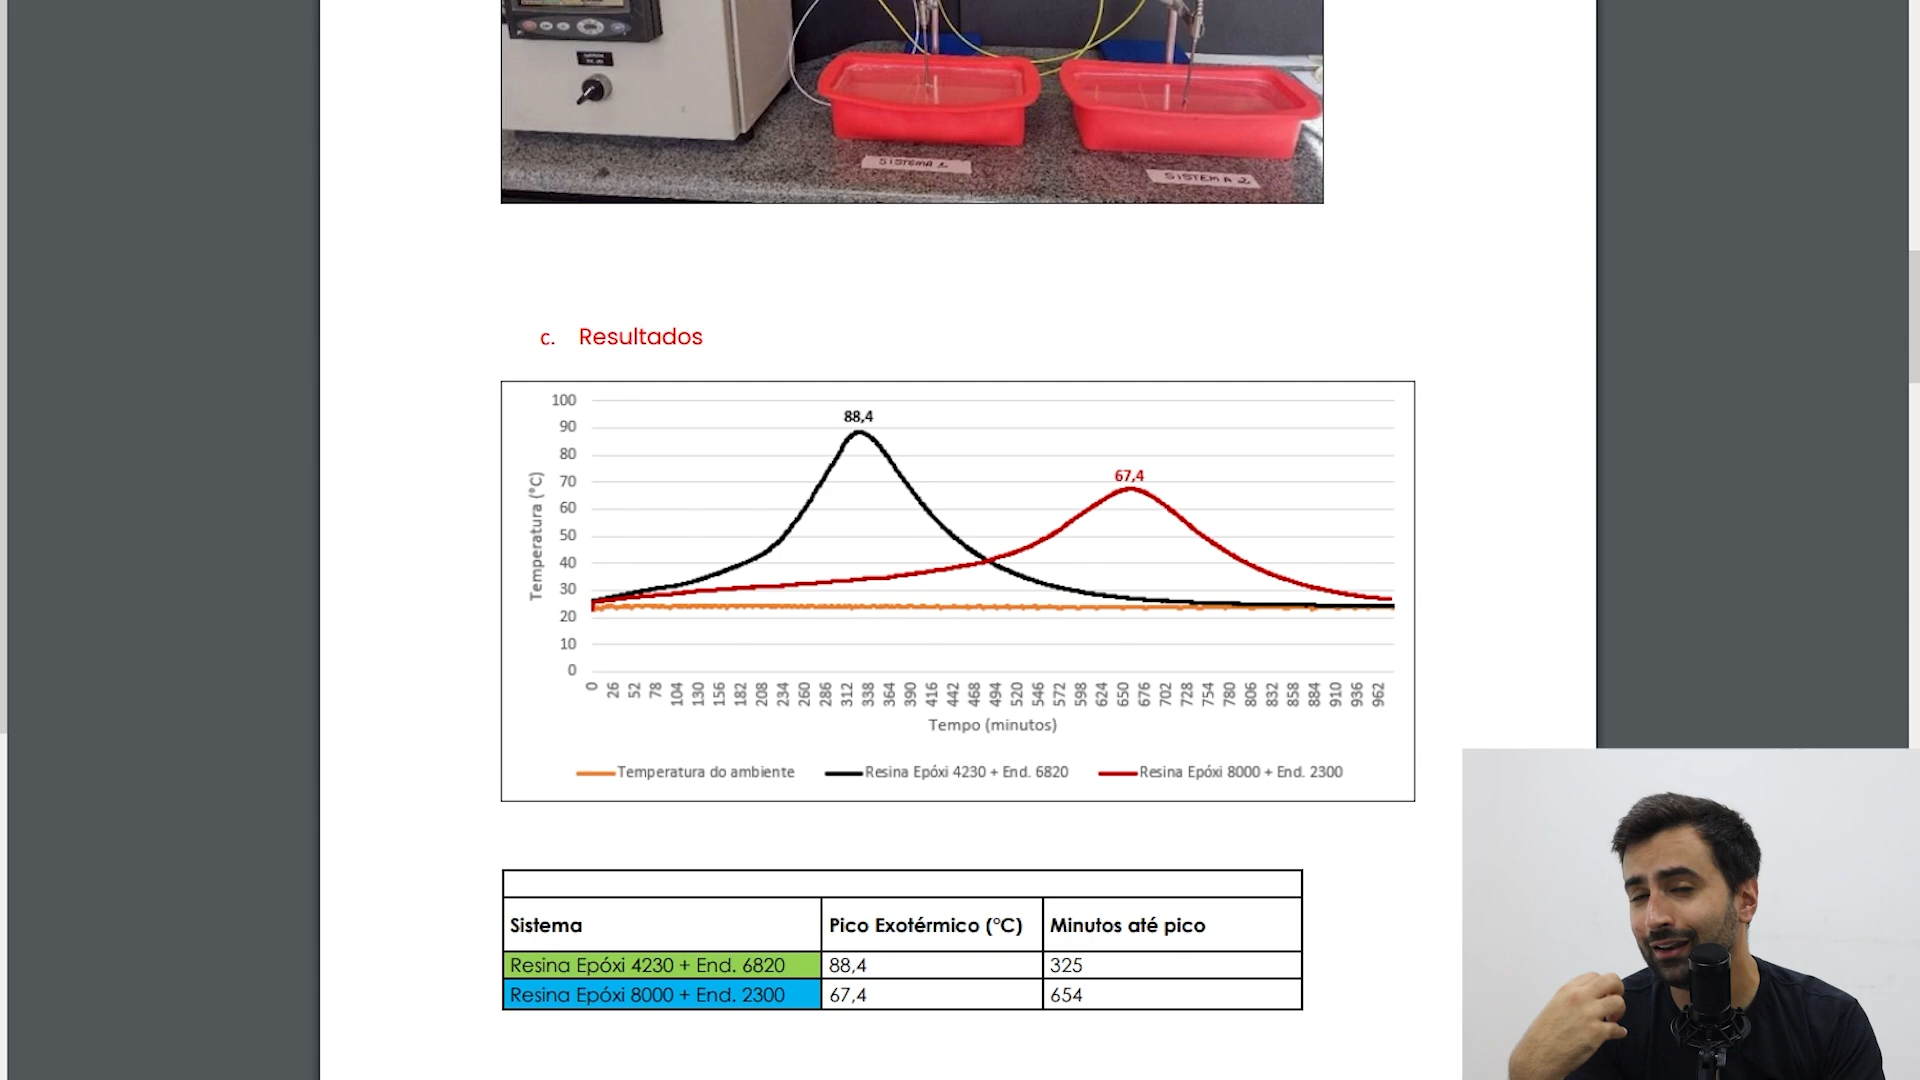 SISTEMA 1
SISTEMA 2
c. Resultados
88,4
67,4
100
90
80
70
60
50
40
30
20
10
0
Temperatura (°C)
0 26 52 78 104 130 156 182 208 234 260 286 312 338 364 390 416 442 468 494 520 546 572 598 624 650 676 702 728 754 780 806 832 858 884 910 936 962
Tempo (minutos)
Temperatura do ambiente Resina Epóxi 4230 + End. 6820 Resina Epóxi 8000 + End. 2300
Sistema Pico Exotérmico (°C) Minutos até pico
Resina Epóxi 4230 + End. 6820 88,4 325
Resina Epóxi 8000 + End. 2300 67,4 654